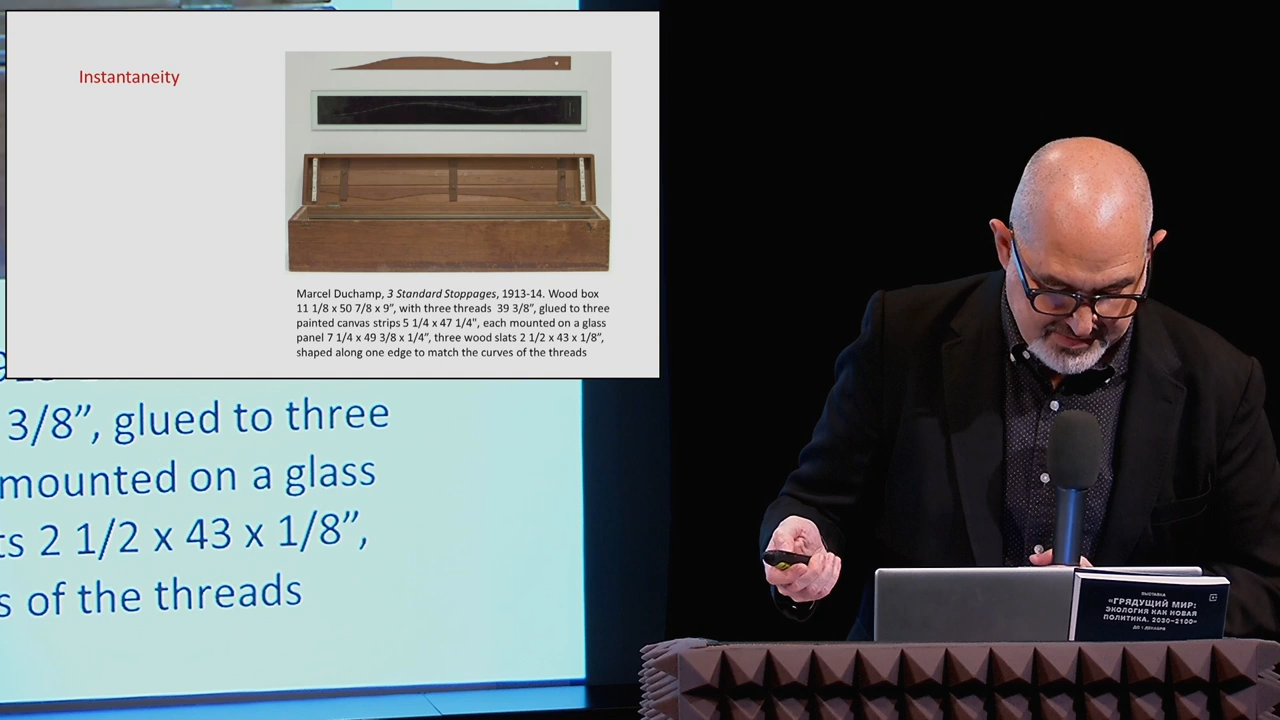 Instantaneity
Marcel Duchamp, 3 Standard Stoppages, 1913-14. Wood box
11 1/8 x 50 7/8 x 9”, with three threads 39 3/8”, glued to three
painted canvas strips 5 1/4 x 47 1/4", each mounted on a glass
panel 7 1/4 x 49 3/8 x 1/4”, three wood slats 2 1/2 x 43 x 1/8”,
shaped along one edge to match the curves of the threads
3/8”, glued to three
mounted on a glass
ts 2 1/2 x 43 x 1/8”,
s of the threads
ВЫСТАВКА
“ГРЯДУЩИЙ МИР:
ЭКОЛОГИЯ КАК НОВАЯ
ПОЛИТИКА. 2030–2100”
ДО 1 ДЕКАБРЯ